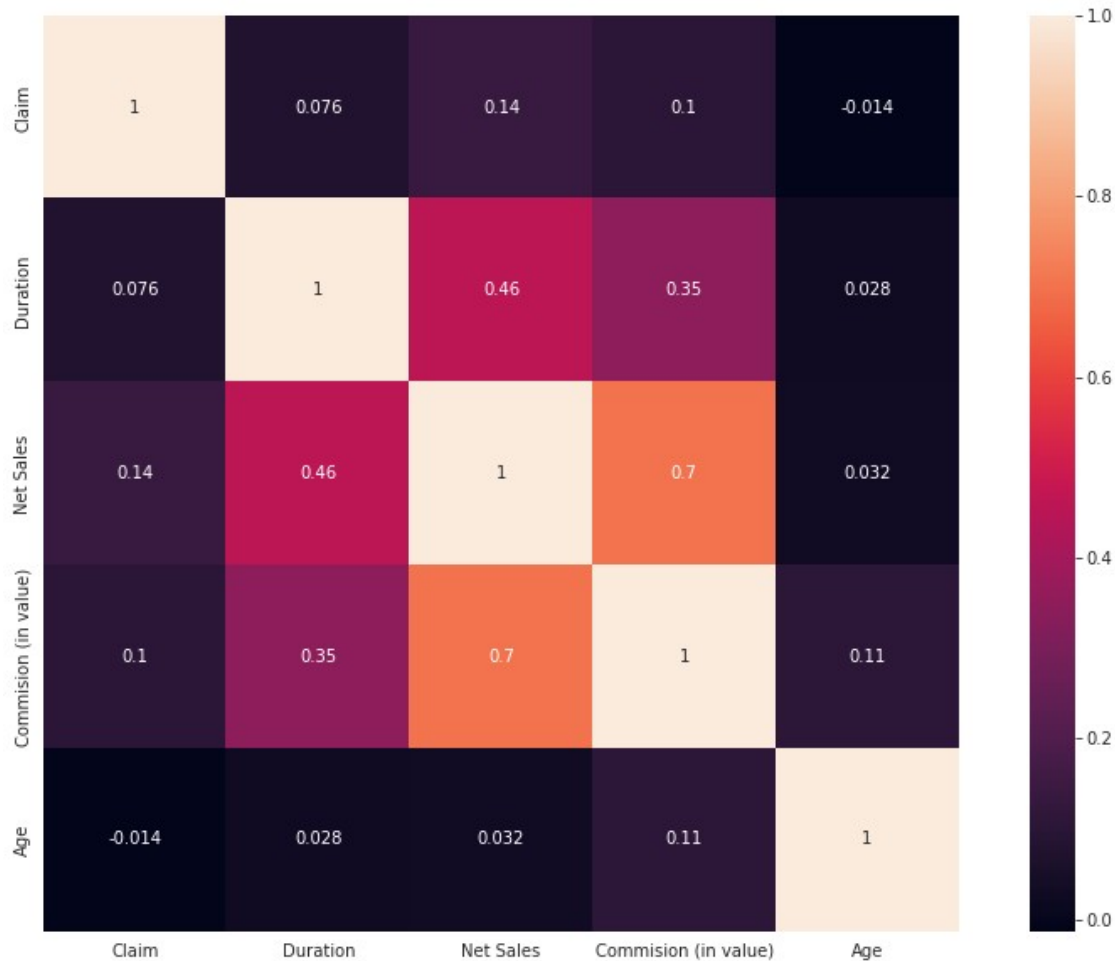 1.0
Claim 1 0.076 0.14 0.1 -0.014
0.8
Duration 0.076 1 0.46 0.35 0.028
0.6
Net Sales 0.14 0.46 1 0.7 0.032
0.4
Commision (in value) 0.1 0.35 0.7 1 0.11
0.2
Age -0.014 0.028 0.032 0.11 1
0.0
Claim Duration Net Sales Commision (in value) Age